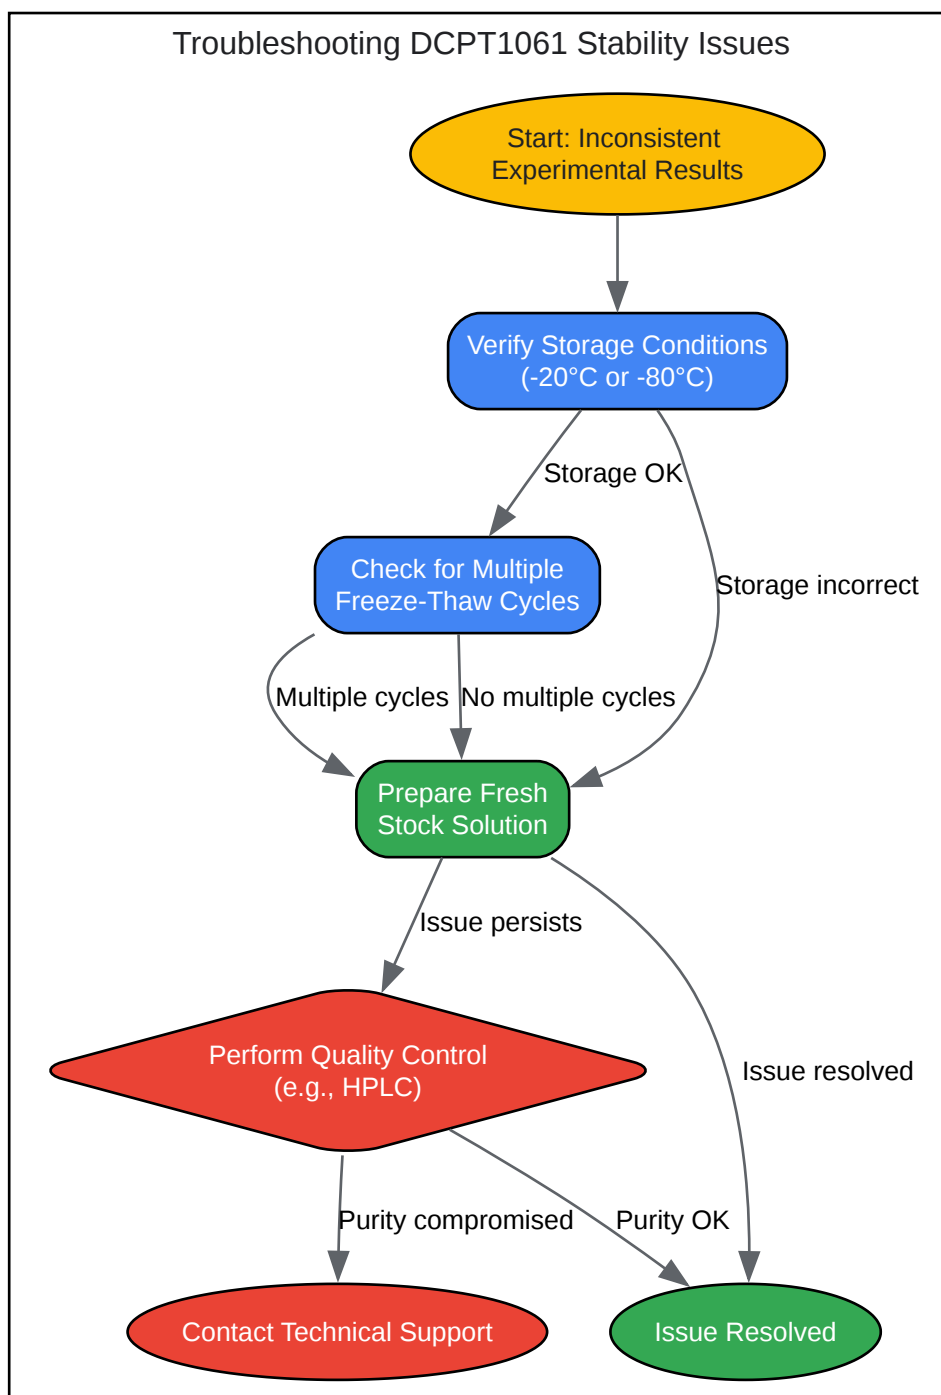 Troubleshooting DCPT1061 Stability Issues
Start: Inconsistent
Experimental Results
Verify Storage Conditions
(-20°C or -80°C)
Storage OK
Storage incorrect
Check for Multiple
Freeze-Thaw Cycles
Multiple cycles
No multiple cycles
Prepare Fresh
Stock Solution
Issue persists
Issue resolved
Perform Quality Control
(e.g., HPLC)
Purity compromised
Purity OK
Contact Technical Support
Issue Resolved